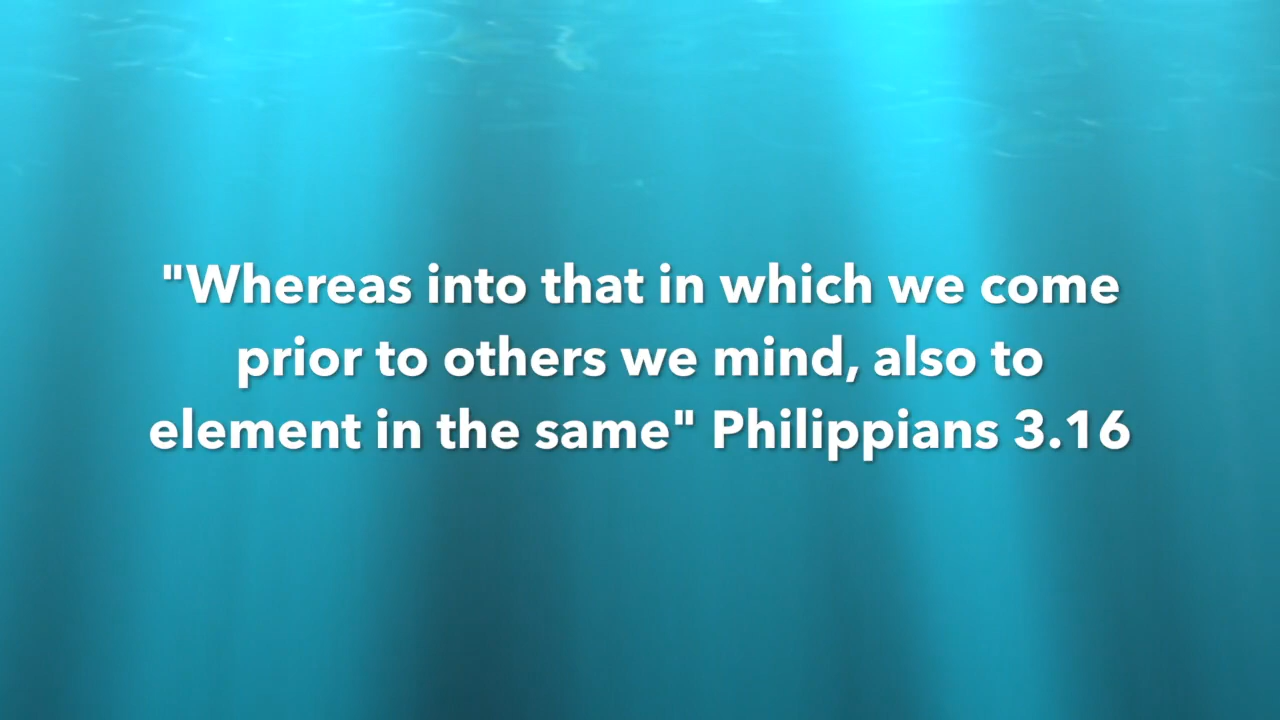 "Whereas into that in which we come
prior to others we mind, also to
element in the same" Philippians 3.16